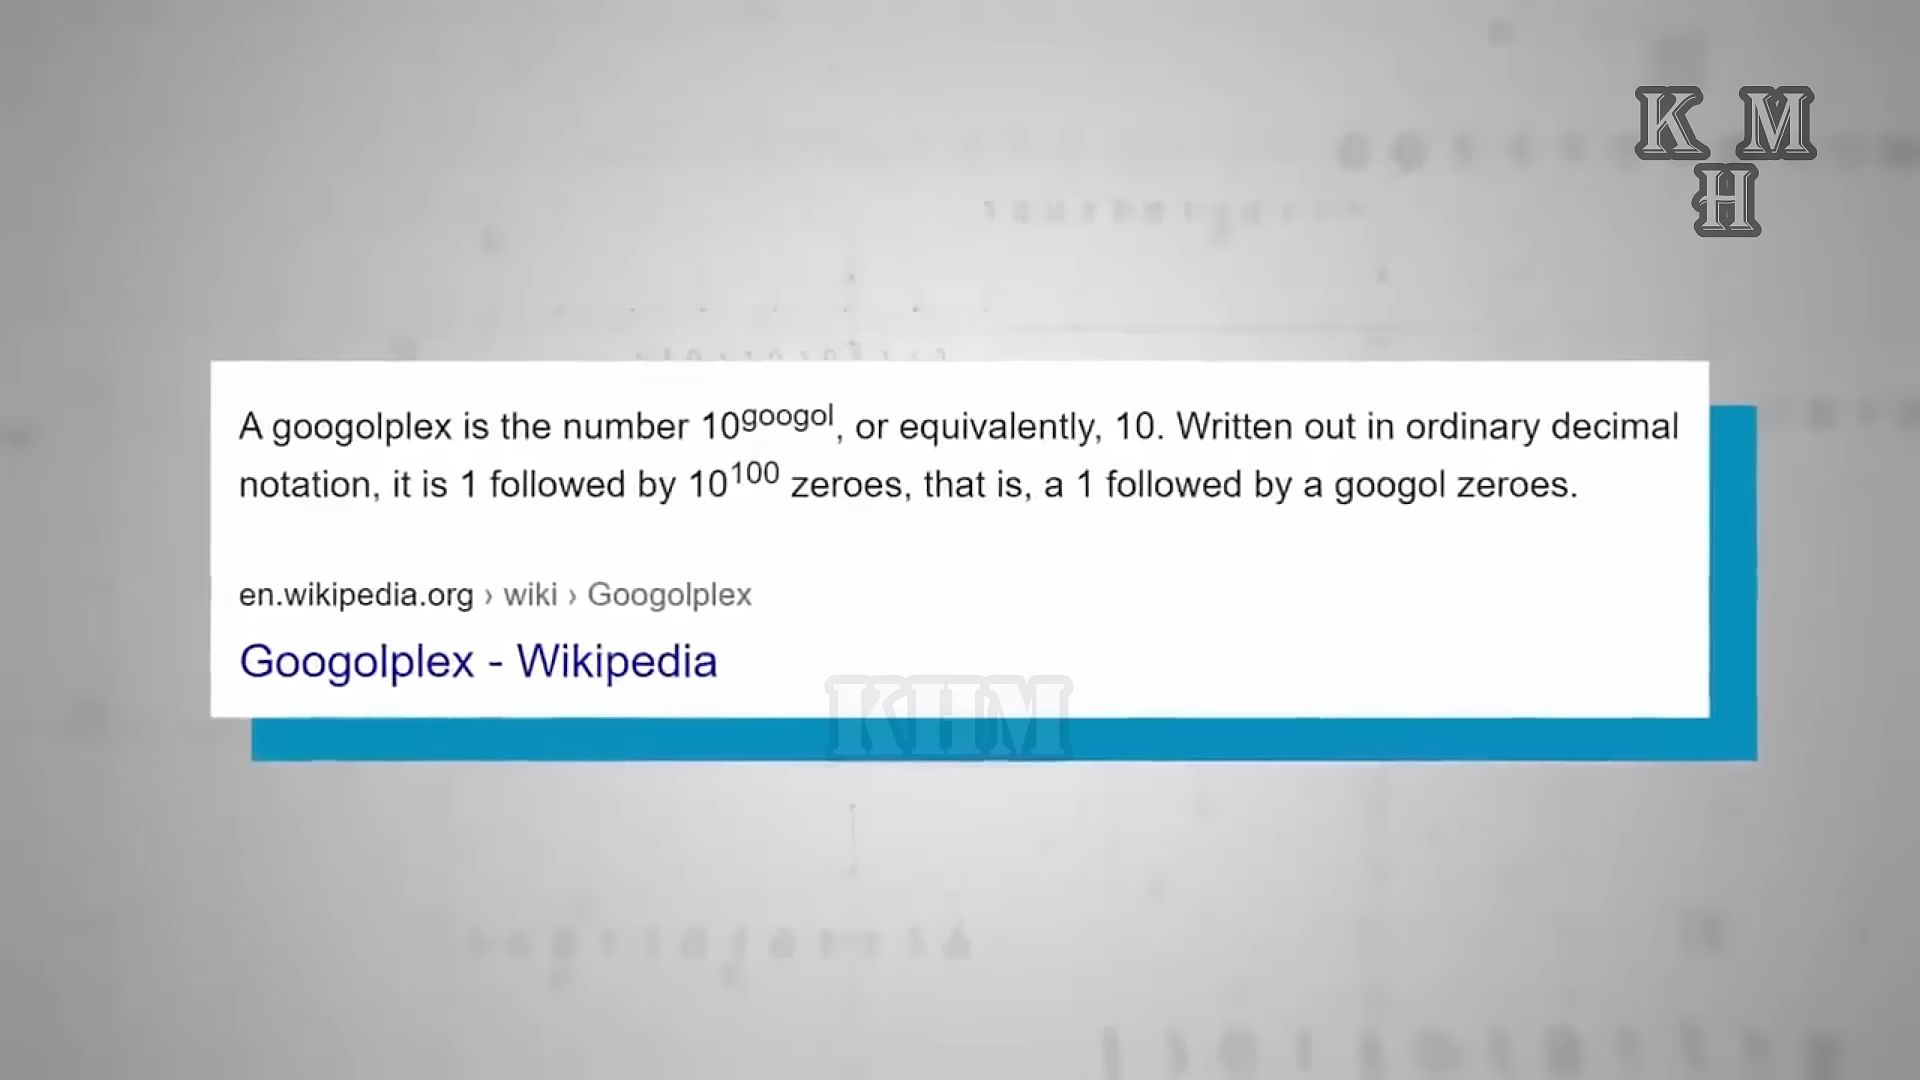 K M
H
A googolplex is the number 10^googol, or equivalently, 10. Written out in ordinary decimal
notation, it is 1 followed by 10^100 zeroes, that is, a 1 followed by a googol zeroes.
en.wikipedia.org › wiki › Googolplex
Googolplex - Wikipedia
KHM